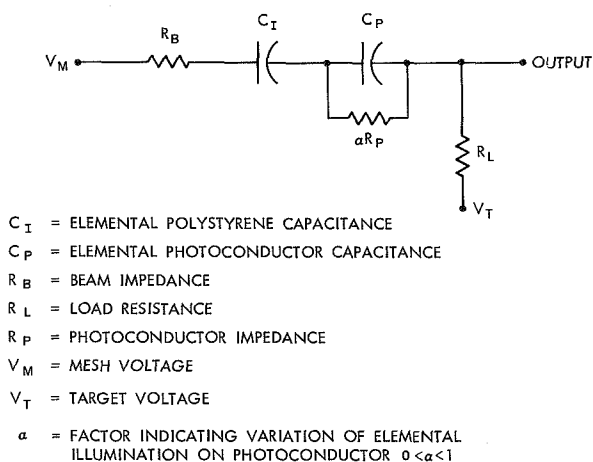 C_I
C_P
R_B
V_M
OUTPUT
αR_P
R_L
V_T
C_I = ELEMENTAL POLYSTYRENE CAPACITANCE
C_P = ELEMENTAL PHOTOCONDUCTOR CAPACITANCE
R_B = BEAM IMPEDANCE
R_L = LOAD RESISTANCE
R_P = PHOTOCONDUCTOR IMPEDANCE
V_M = MESH VOLTAGE
V_T = TARGET VOLTAGE
α = FACTOR INDICATING VARIATION OF ELEMENTAL
ILLUMINATION ON PHOTOCONDUCTOR 0<α<1